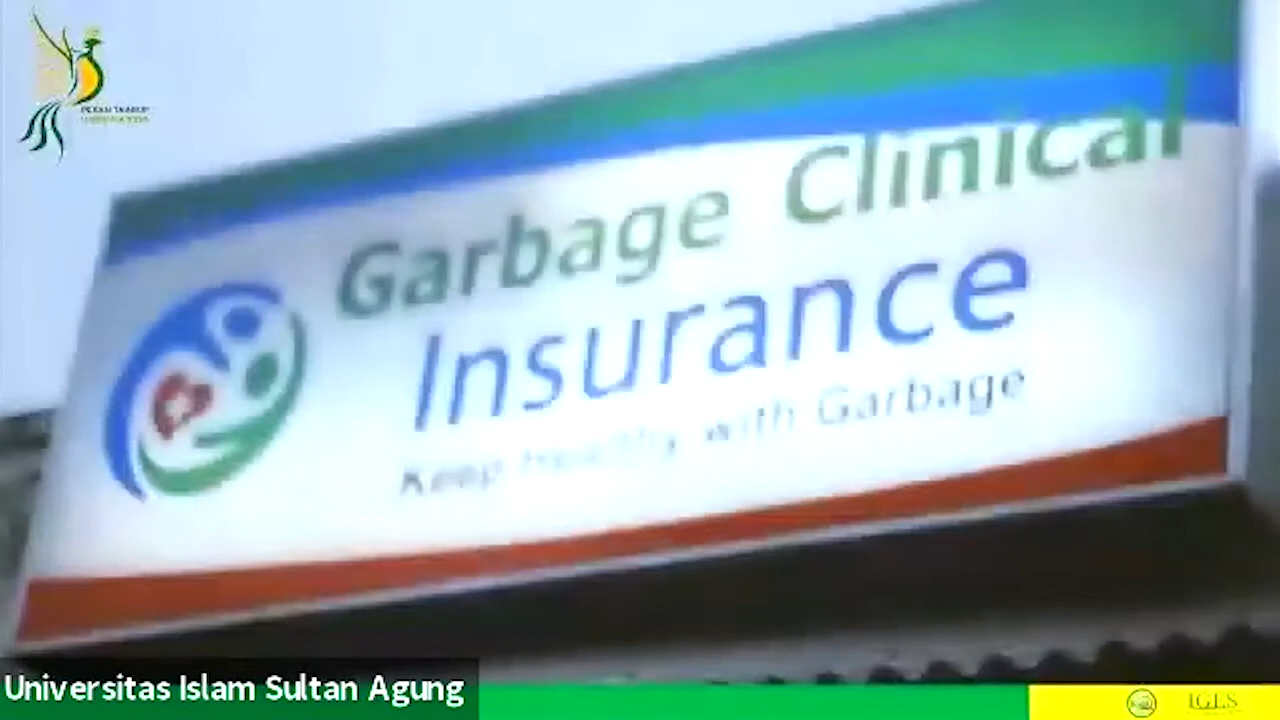 Garbage Clinical
Insurance
Keep healthy with Garbage
Universitas Islam Sultan Agung